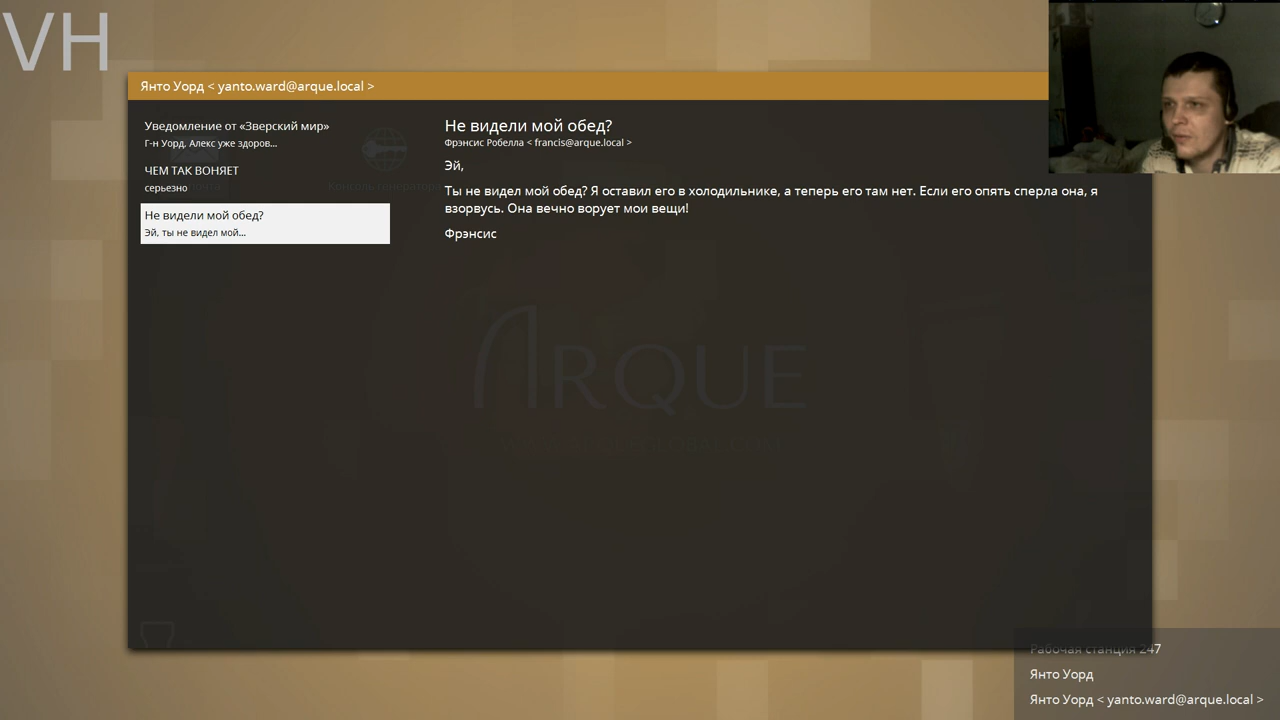 VH
Янто Уорд < yanto.ward@arque.local >
Уведомление от «Зверский мир»
Г-н Уорд, Алекс уже здоров...
ЧЕМ ТАК ВОНЯЕТ
серьезно
Не видели мой обед?
Эй, ты не видел мой...
Не видели мой обед?
Фрэнсис Робелла < francis@arque.local >
Эй,
Ты не видел мой обед? Я оставил его в холодильнике, а теперь его там нет. Если его опять сперла она, я
взорвусь. Она вечно ворует мои вещи!
Фрэнсис
ARQUE
Рабочая станция 247
Янто Уорд
Янто Уорд < yanto.ward@arque.local >